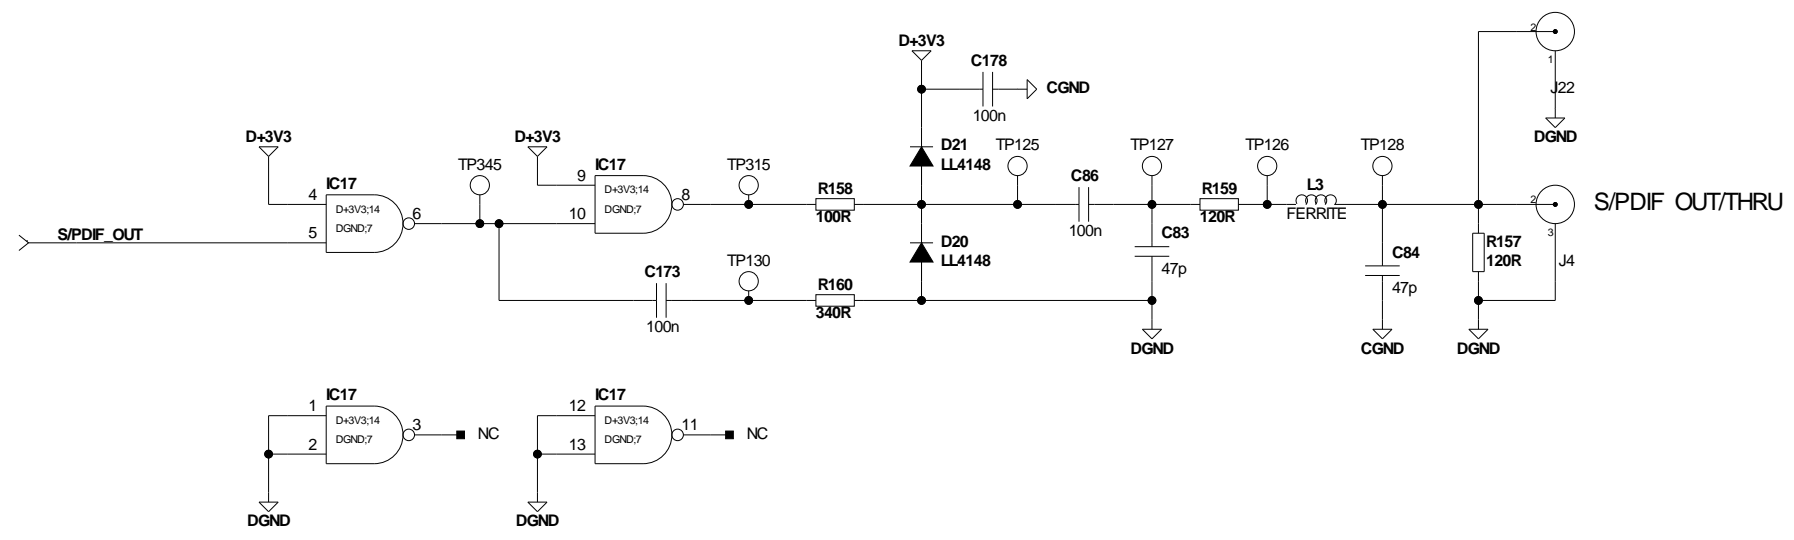 D+3V3
C178
CGND
100n
2
1
J22
DGND
D+3V3
IC17
4
D+3V3;14
DGND;7
6
5
S/PDIF_OUT
TP345
D+3V3
IC17
9
D+3V3;14
DGND;7
8
10
TP315
R158
100R
D21
LL4148
D20
LL4148
TP125
C86
100n
TP127
C83
47p
R159
120R
TP126
L3
FERRITE
TP128
C84
47p
2
3
S/PDIF OUT/THRU
R157
120R
J4
C173
100n
TP130
R160
340R
DGND
CGND
DGND
IC17
1
D+3V3;14
DGND;7
3
2
NC
DGND
IC17
12
D+3V3;14
DGND;7
11
13
NC
DGND